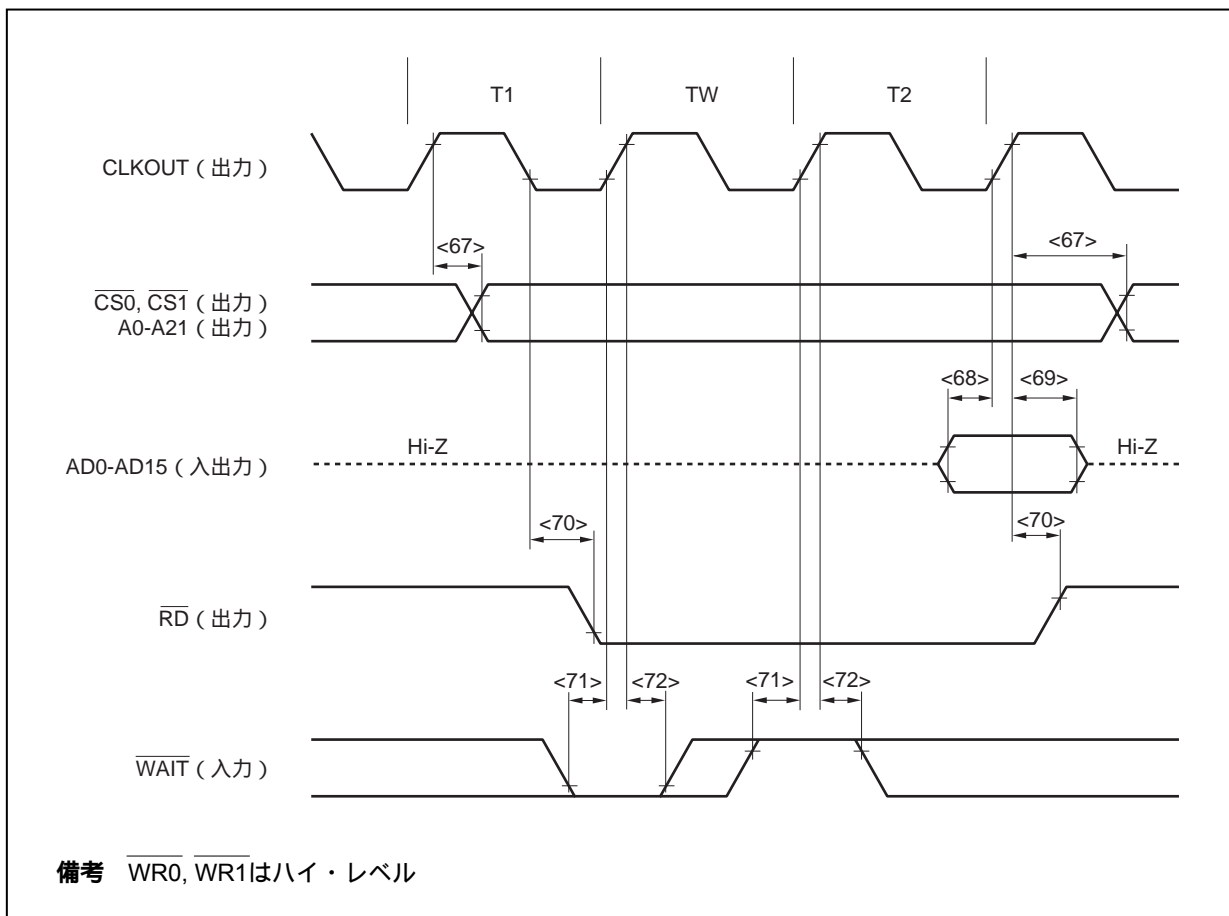 T1 TW T2
CLKOUT（出力）
<67> <67>
CS0, CS1（出力）
A0-A21（出力）
<68> <69>
Hi-Z Hi-Z
AD0-AD15（入出力）
<70> <70>
RD（出力）
<71> <72> <71> <72>
WAIT（入力）
備考 WR0, WR1はハイ・レベル